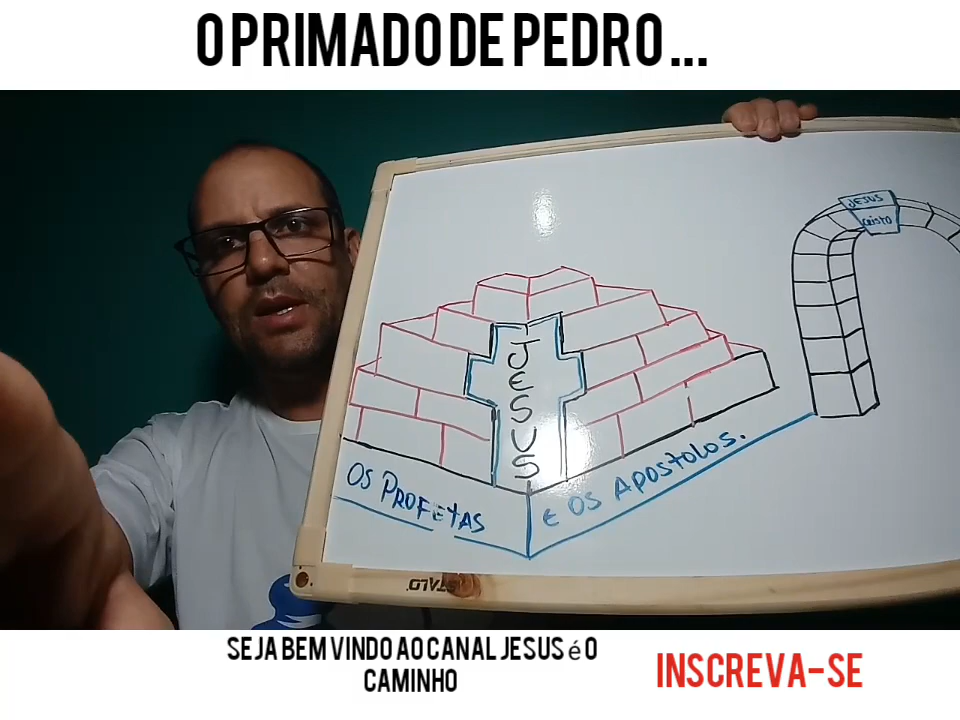 O PRIMADO DE PEDRO...
JESUS
CRISTO
JESUS
OS PROFETAS
E OS APOSTOLOS.
STALO
SEJA BEM VINDO AO CANAL JESUS é O
CAMINHO
INSCREVA-SE